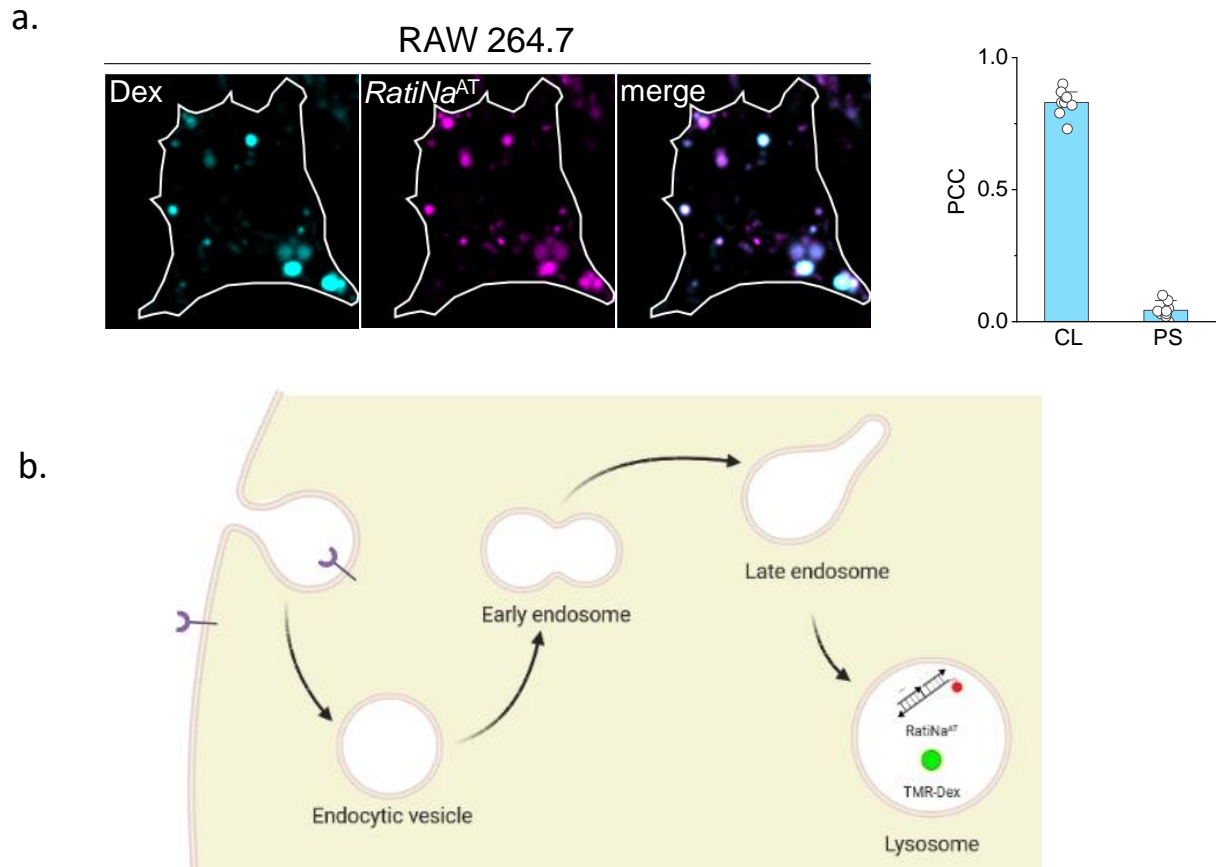 a.
RAW 264.7
Dex
RatiNaᴬᵀ
merge
1.0
0.5
0.0
PCC
CL
PS
b.
Early endosome
Late endosome
Endocytic vesicle
RatiNaᴬᵀ
TMR-Dex
Lysosome